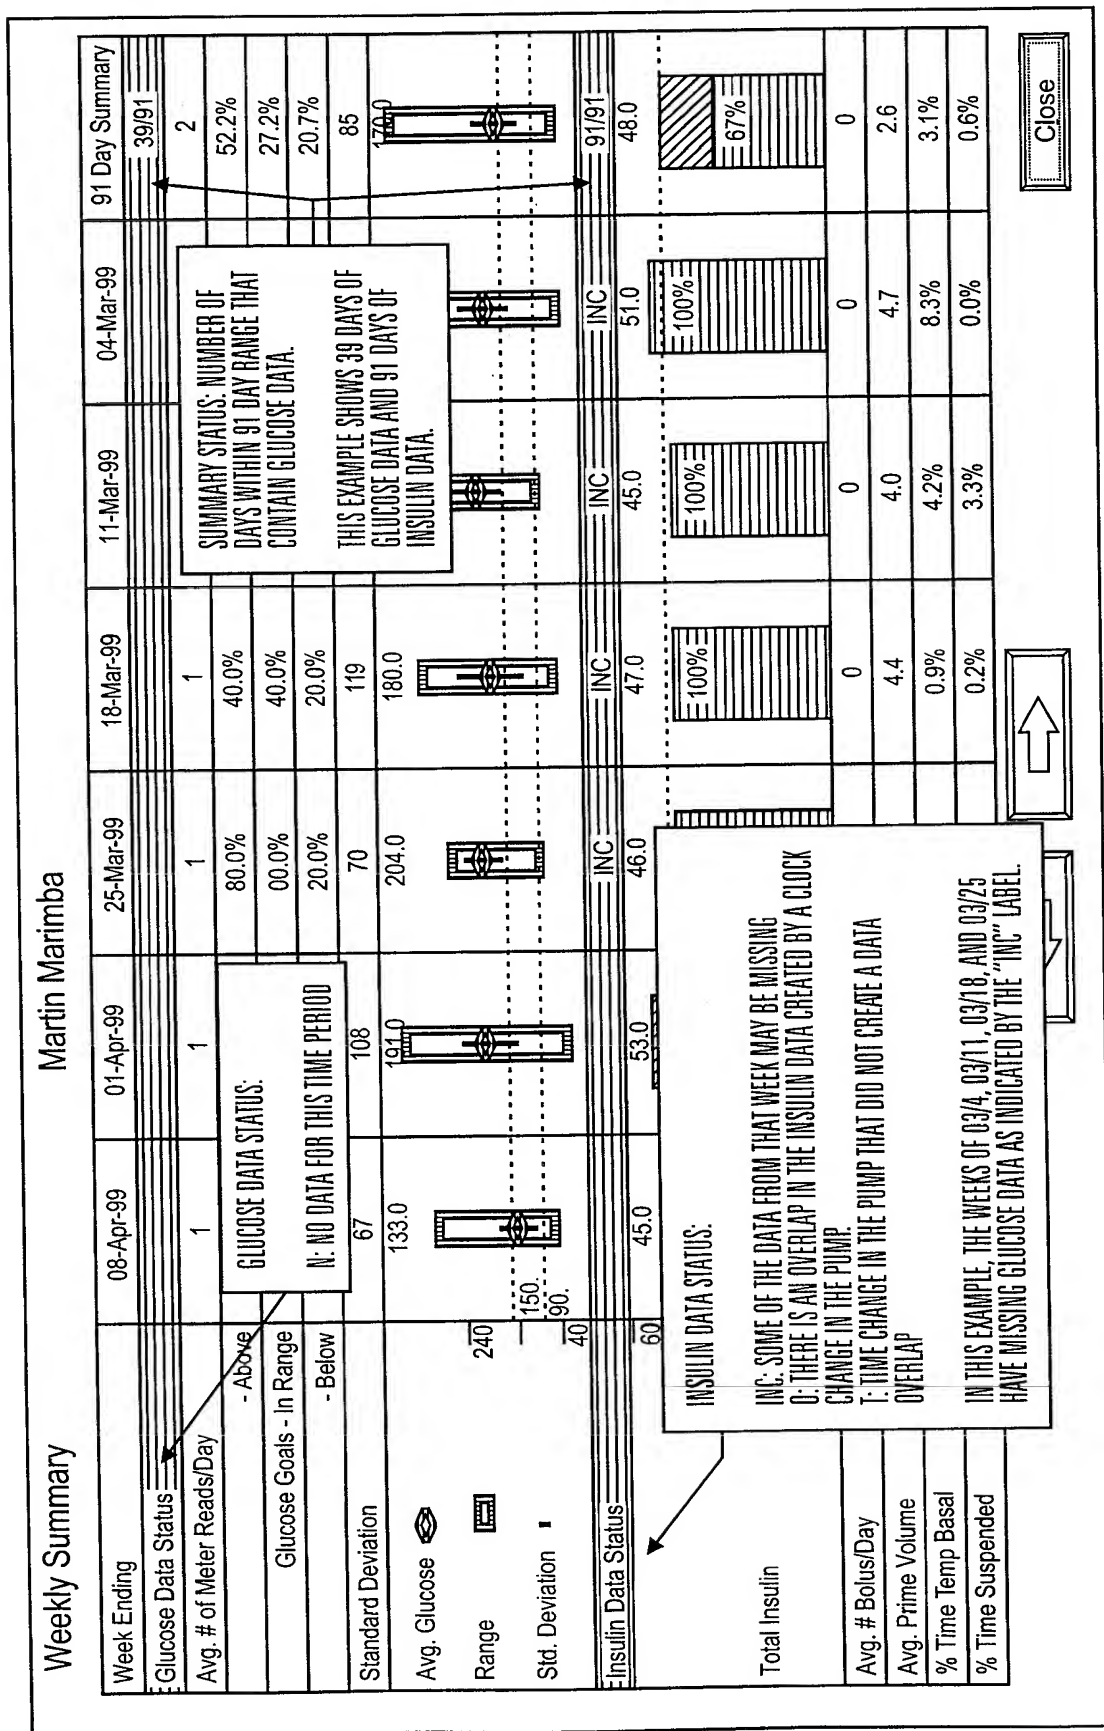 Weekly Summary Martin Marimba
Week Ending 08-Apr-99 01-Apr-99 25-Mar-99 18-Mar-99 11-Mar-99 04-Mar-99 91 Day Summary
Glucose Data Status 39/91
Avg. # of Meter Reads/Day 1 1 1 1 2
- Above 80.0% 40.0% 52.2%
Glucose Goals - In Range 00.0% 40.0% 27.2%
- Below 20.0% 20.0% 20.7%
Standard Deviation 67 108 70 119 85
133.0 191.0 204.0 180.0 170.0
Avg. Glucose
Range
Std. Deviation
240
150.
90.
40
GLUCOSE DATA STATUS:
N: NO DATA FOR THIS TIME PERIOD
SUMMARY STATUS: NUMBER OF
DAYS WITHIN 91 DAY RANGE THAT
CONTAIN GLUCOSE DATA.
THIS EXAMPLE SHOWS 39 DAYS OF
GLUCOSE DATA AND 91 DAYS OF
INSULIN DATA.
Insulin Data Status INC INC INC INC 91/91
60 45.0 53.0 46.0 47.0 45.0 51.0 48.0
Total Insulin 100% 100% 100% 67%
INSULIN DATA STATUS:
INC: SOME OF THE DATA FROM THAT WEEK MAY BE MISSING
O: THERE IS AN OVERLAP IN THE INSULIN DATA CREATED BY A CLOCK
CHANGE IN THE PUMP.
T: TIME CHANGE IN THE PUMP THAT DID NOT CREATE A DATA
OVERLAP
IN THIS EXAMPLE, THE WEEKS OF 03/4, 03/11, 03/18, AND 03/25
HAVE MISSING GLUCOSE DATA AS INDICATED BY THE "INC" LABEL.
Avg. # Bolus/Day 0 0 0 0
Avg. Prime Volume 4.4 4.0 4.7 2.6
% Time Temp Basal 0.9% 4.2% 8.3% 3.1%
% Time Suspended 0.2% 3.3% 0.0% 0.6%
Close